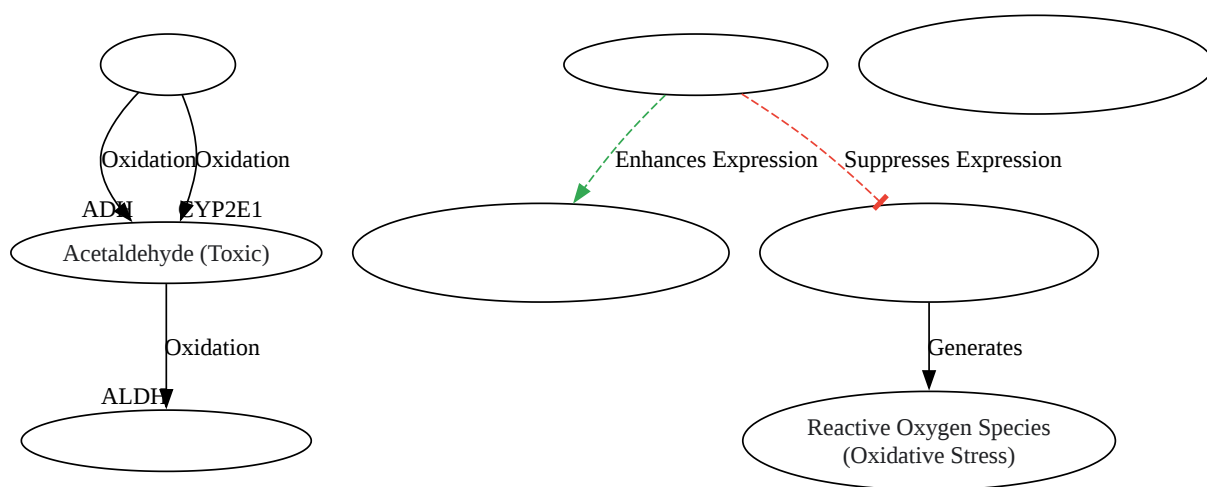 Oxidation
Oxidation
Enhances Expression
Suppresses Expression
ADH
CYP2E1
Acetaldehyde (Toxic)
Oxidation
Generates
ALDH
Reactive Oxygen Species
(Oxidative Stress)